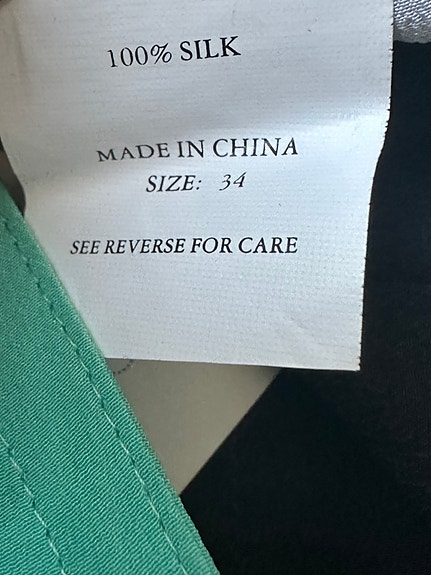 100% SILK
MADE IN CHINA
SIZE: 34
SEE REVERSE FOR CARE